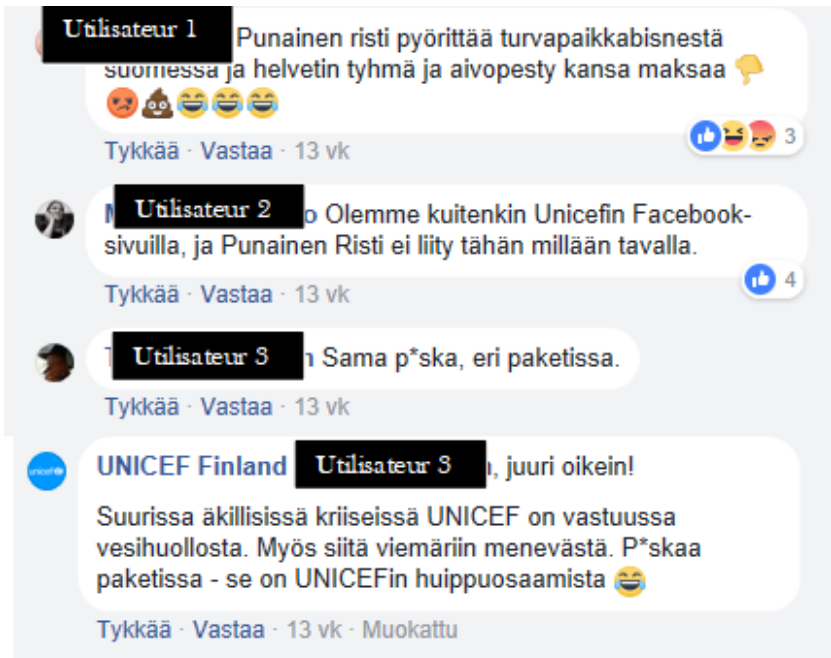 Utilisateur 1 Punainen risti pyörittää turvapaikkabisnestä
suomessa ja helvetin tyhmä ja aivopesty kansa maksaa 👇
😡💩😂😂😂
3
Tykkää · Vastaa · 13 vk
Utilisateur 2 o Olemme kuitenkin Unicefin Facebook-
sivuilla, ja Punainen Risti ei liity tähän millään tavalla.
4
Tykkää · Vastaa · 13 vk
Utilisateur 3 Sama p*ska, eri paketissa.
Tykkää · Vastaa · 13 vk
unicef
UNICEF Finland Utilisateur 3 , juuri oikein!
Suurissa äkillisissä kriiseissä UNICEF on vastuussa
vesihuollosta. Myös siitä viemäriin menevästä. P*skaa
paketissa - se on UNICEFin huippuosaamista 😂
Tykkää · Vastaa · 13 vk · Muokattu